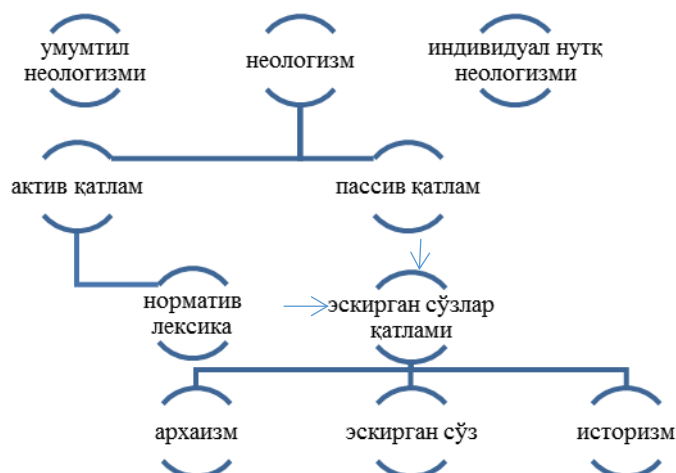 умумтил
неологизми
неологизм
индивидуал нутқ
неологизми
актив қатлам
пассив қатлам
норматив
лексика
эскирган сўзлар
қатлами
архаизм
эскирган сўз
историзм